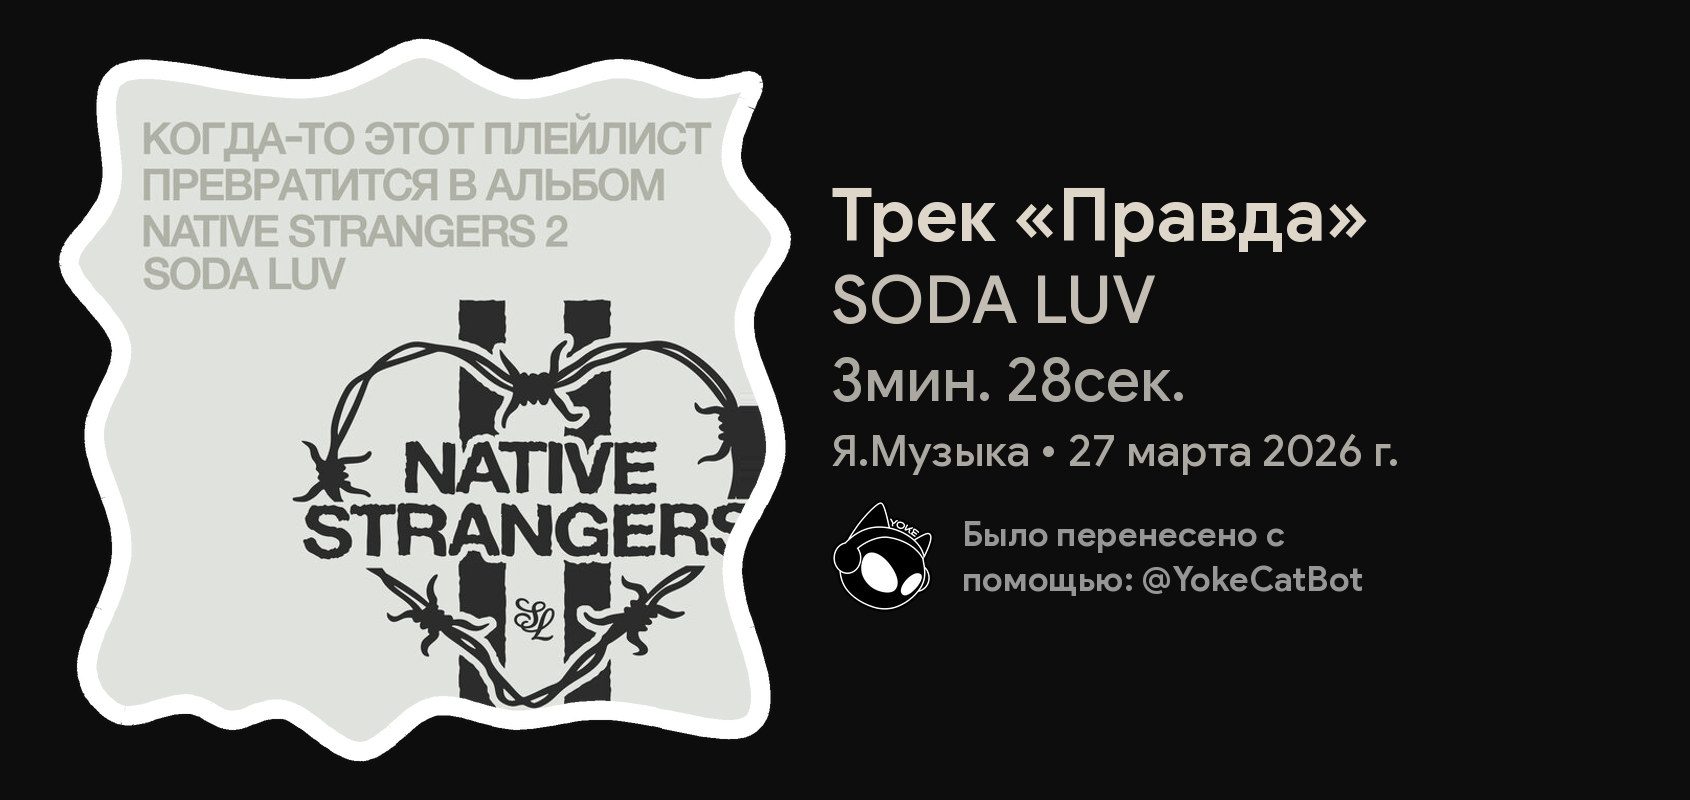 КОГДА-ТО ЭТОТ ПЛЕЙЛИСТ
ПРЕВРАТИТСЯ В АЛЬБОМ
NATIVE STRANGERS 2
SODA LUV
NATIVE
STRANGERS
SL
Трек «Правда»
SODA LUV
3мин. 28сек.
Я.Музыка • 27 марта 2026 г.
YOKE
Было перенесено с
помощью: @YokeCatBot